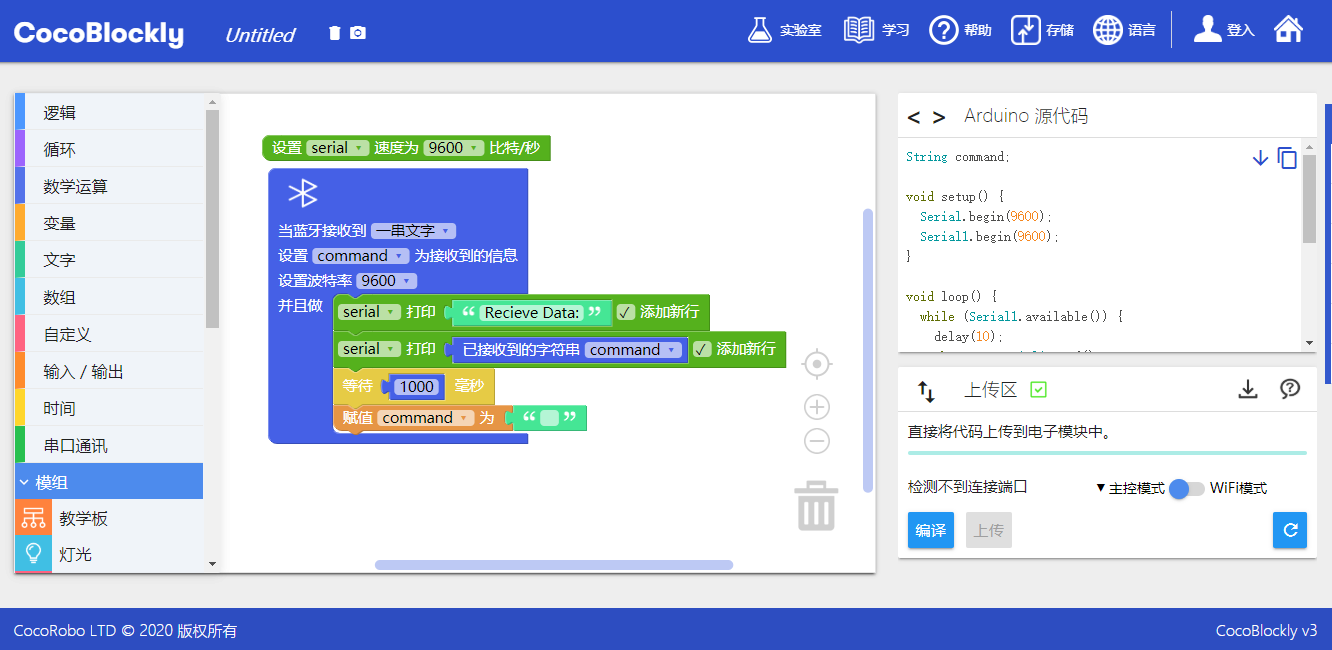 CocoBlockly Untitled 实验室 学习 帮助 存储 语言 登入
逻辑
循环
数学运算
变量
文字
数组
自定义
输入 / 输出
时间
串口通讯
模组
教学板
灯光
设置 serial 速度为 9600 比特/秒
当蓝牙接收到 一串文字
设置 command 为接收到的信息
设置波特率 9600
并且做 serial 打印 “ Recieve Data: ” ✓ 添加新行
serial 打印 已接收到的字符串 command ✓ 添加新行
等待 1000 毫秒
赋值 command 为 “ ”
< > Arduino 源代码
String command;
void setup() {
Serial.begin(9600);
Serial1.begin(9600);
}
void loop() {
while (Serial1.available()) {
delay(10);
上传区
直接将代码上传到电子模块中。
检测不到连接端口 ▼主控模式 WiFi模式
编译 上传
CocoRobo LTD © 2020 版权所有 CocoBlockly v3